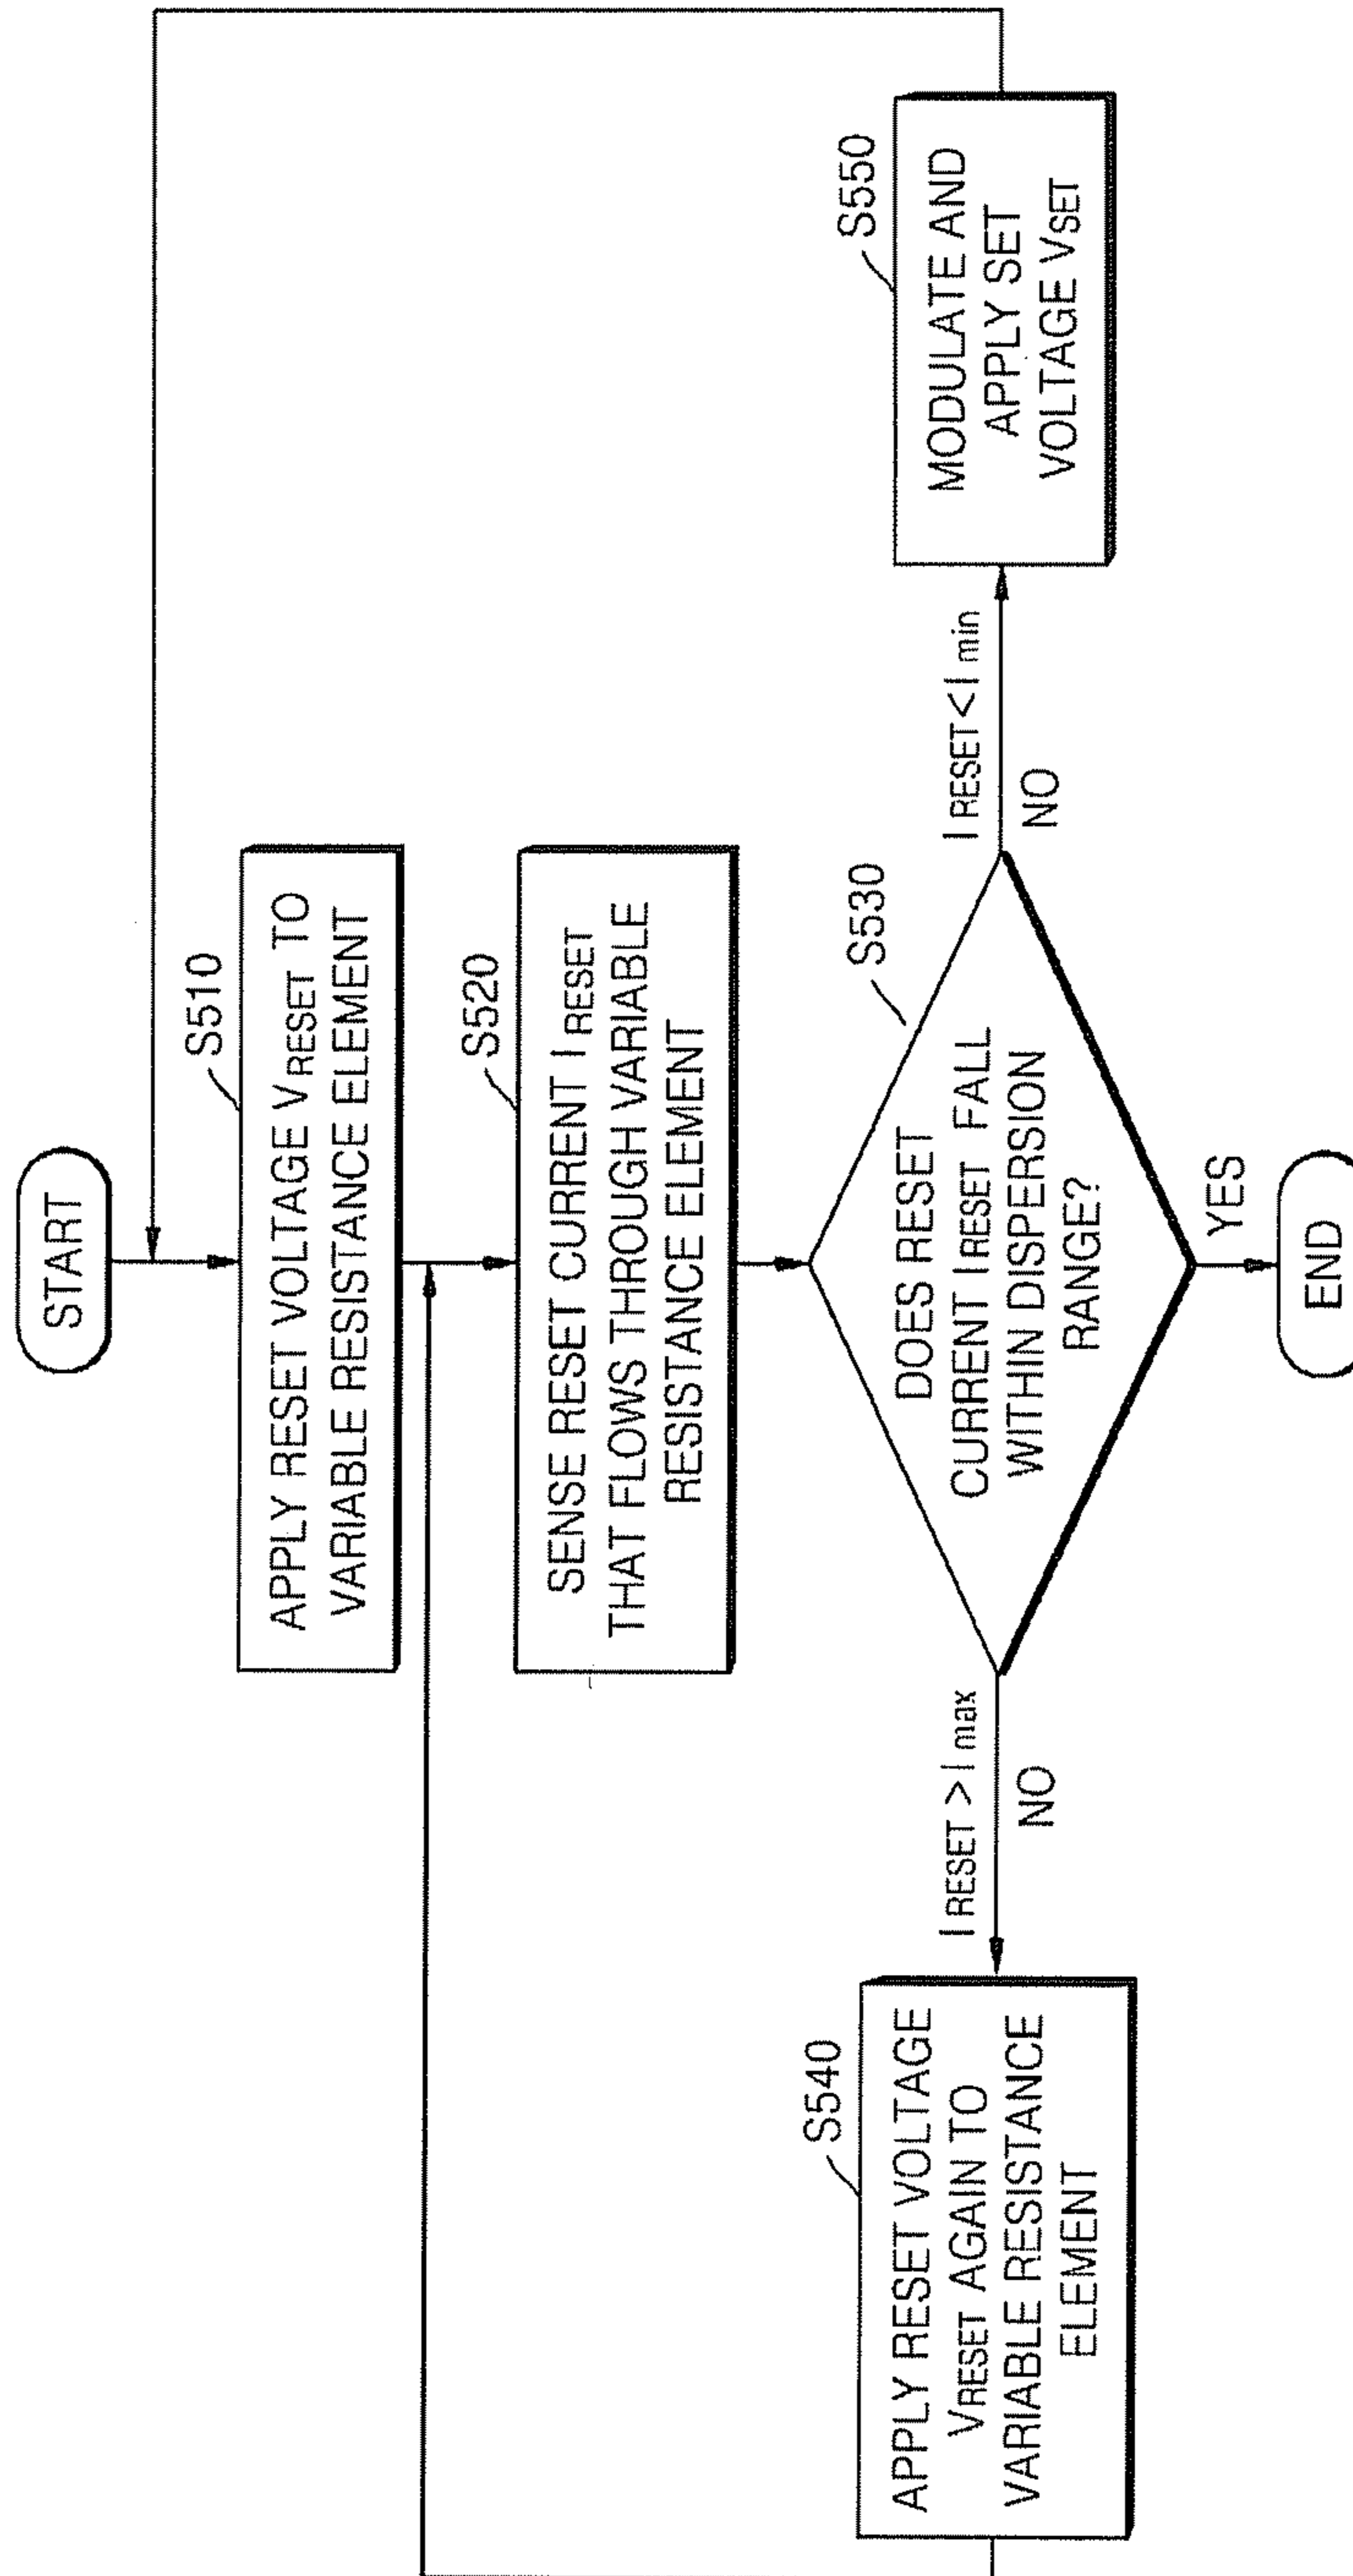 START
S510
APPLY RESET VOLTAGE VRESET TO
VARIABLE RESISTANCE ELEMENT
S520
SENSE RESET CURRENT IRESET
THAT FLOWS THROUGH VARIABLE
RESISTANCE ELEMENT
S530
DOES RESET
CURRENT IRESET FALL
WITHIN DISPERSION
RANGE?
IRESET > Imax
NO
IRESET < Imin
NO
S540
APPLY RESET VOLTAGE
VRESET AGAIN TO
VARIABLE RESISTANCE
ELEMENT
S550
MODULATE AND
APPLY SET
VOLTAGE VSET
YES
END